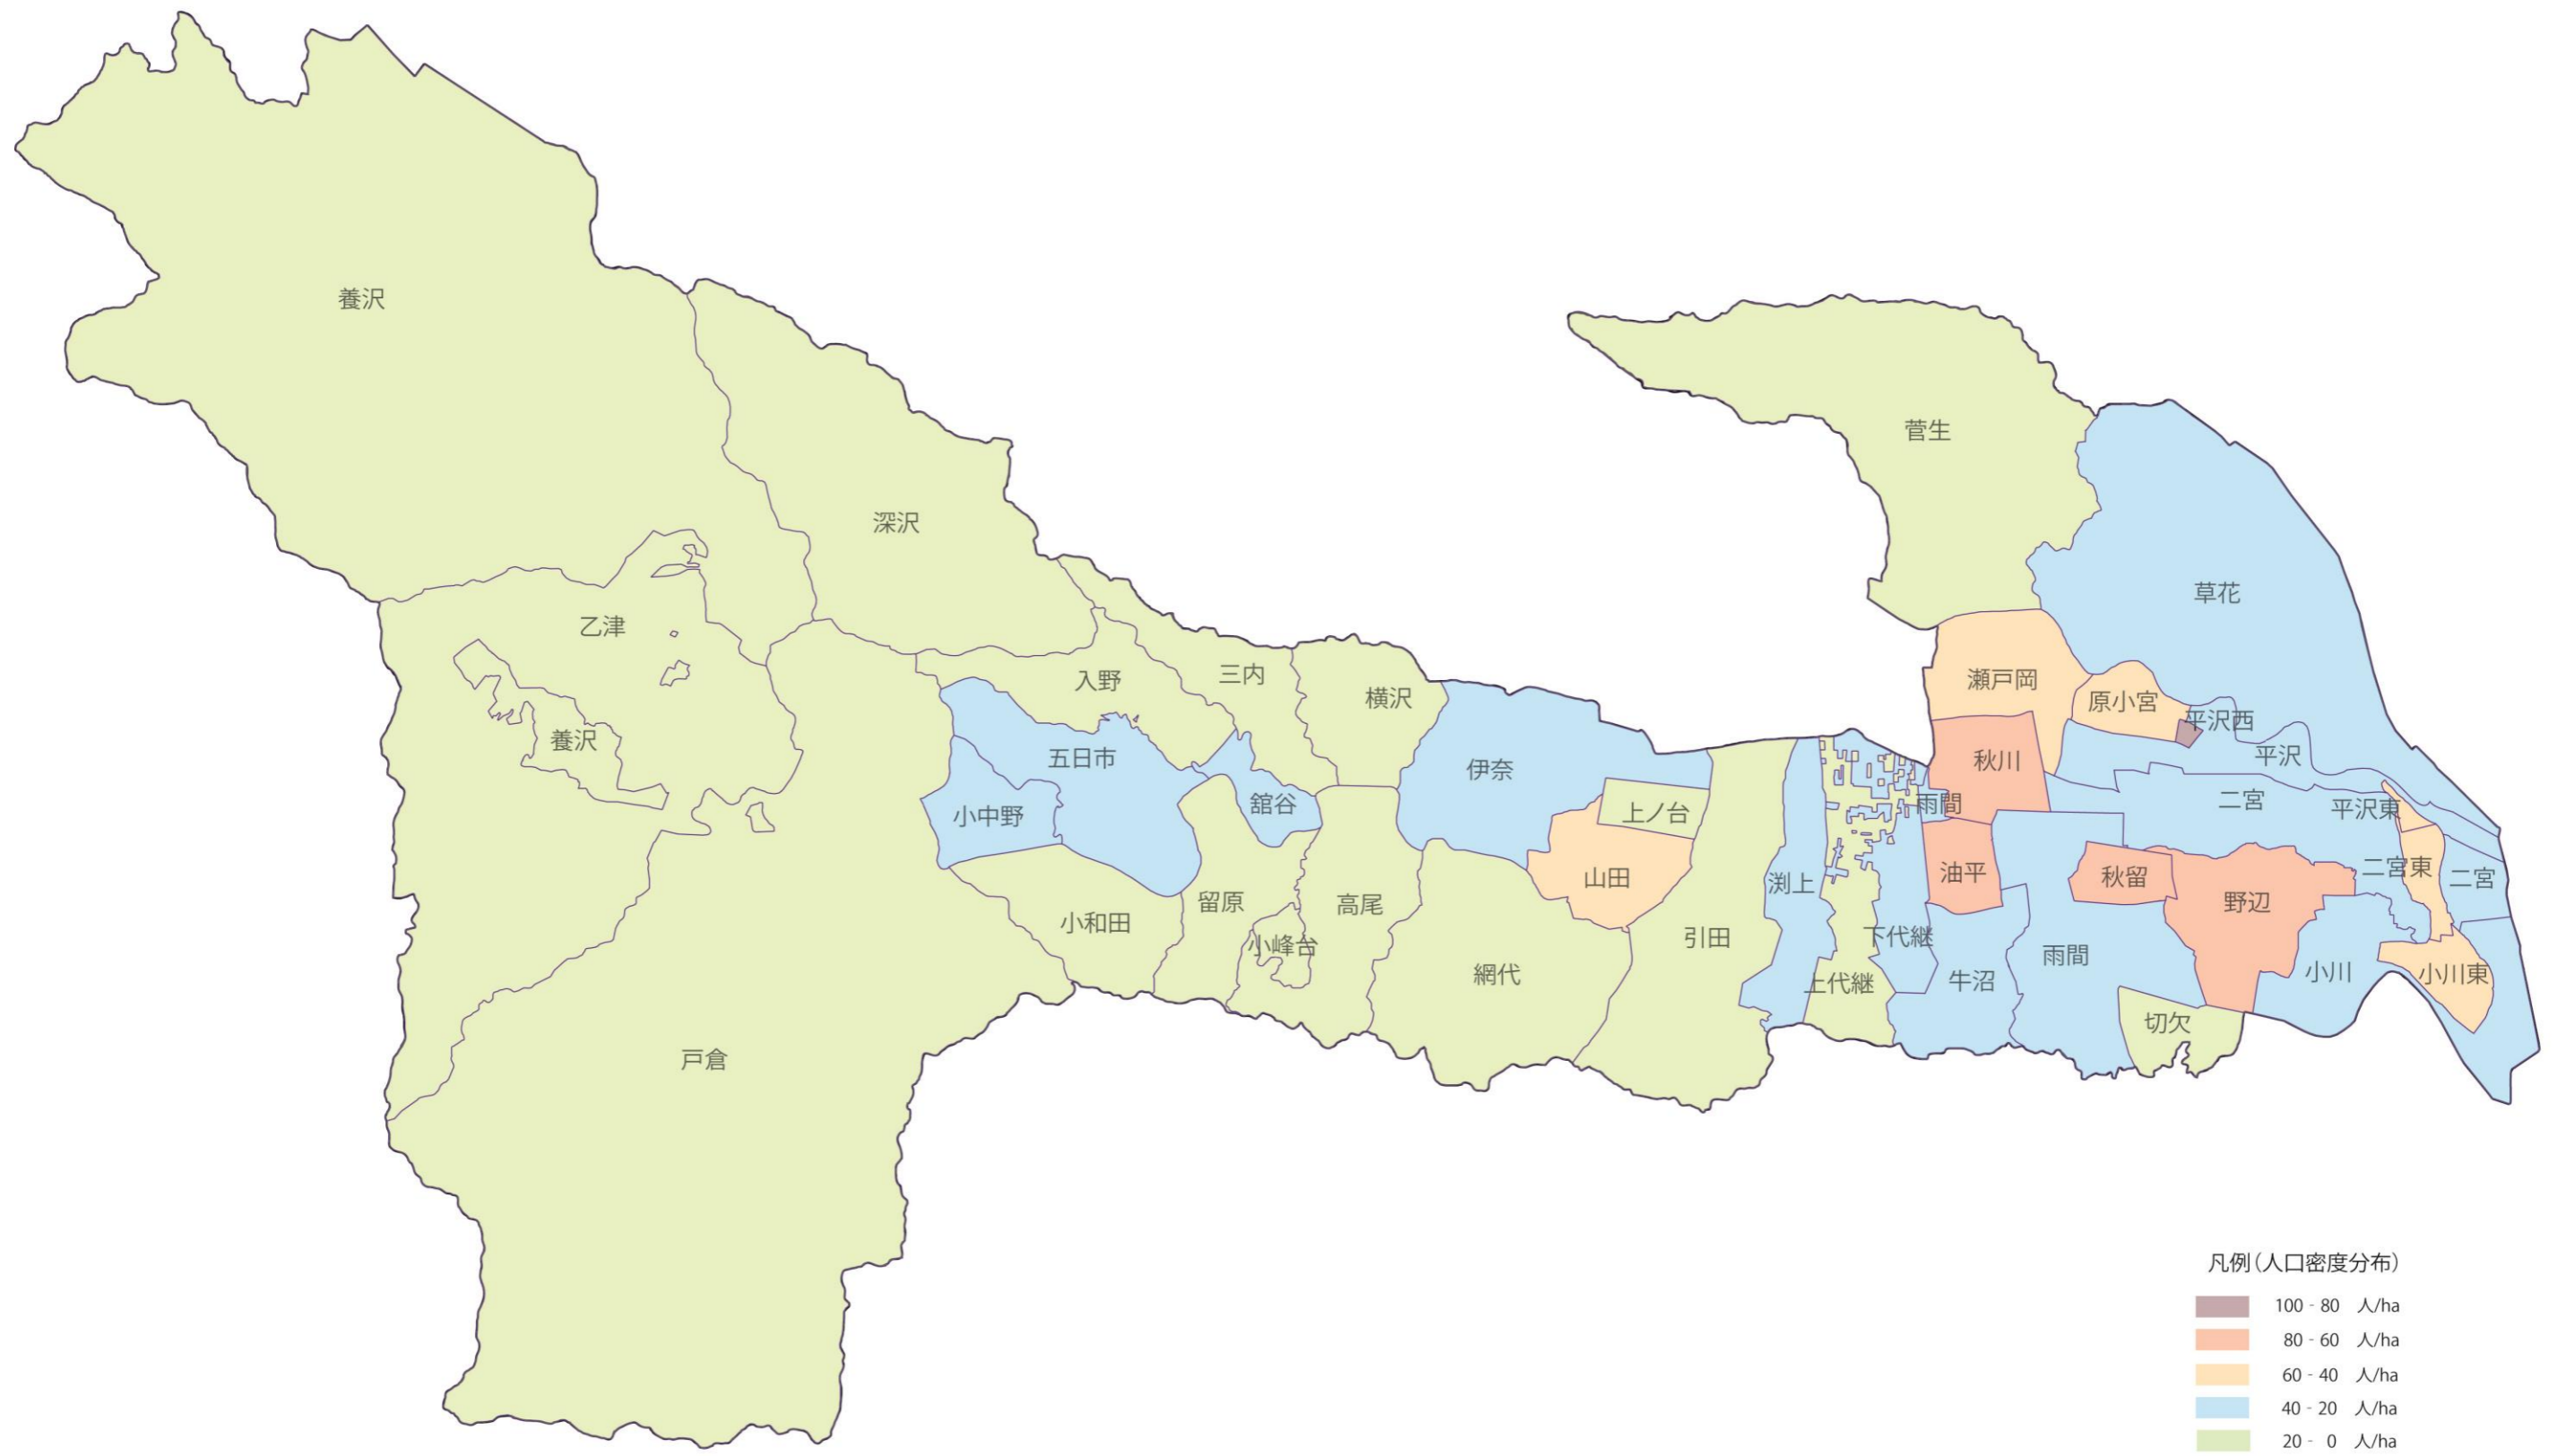 養沢
菅生
深沢
草花
乙津
三内
入野
瀬戸岡
横沢
原小宮
平沢西
養沢
平沢
五日市
秋川
伊奈
二宮
舘谷
雨間
平沢東
上ノ台
小中野
二宮東
油平
秋留
山田
渕上
二宮
留原
高尾
野辺
小和田
引田
下代継
小峰台
雨間
網代
小川
小川東
牛沼
上代継
切欠
戸倉
凡例(人口密度分布)
100 - 80 人/ha
80 - 60 人/ha
60 - 40 人/ha
40 - 20 人/ha
20 - 0 人/ha